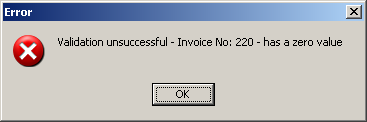 Error
Validation unsuccessful - Invoice No: 220 - has a zero value
OK